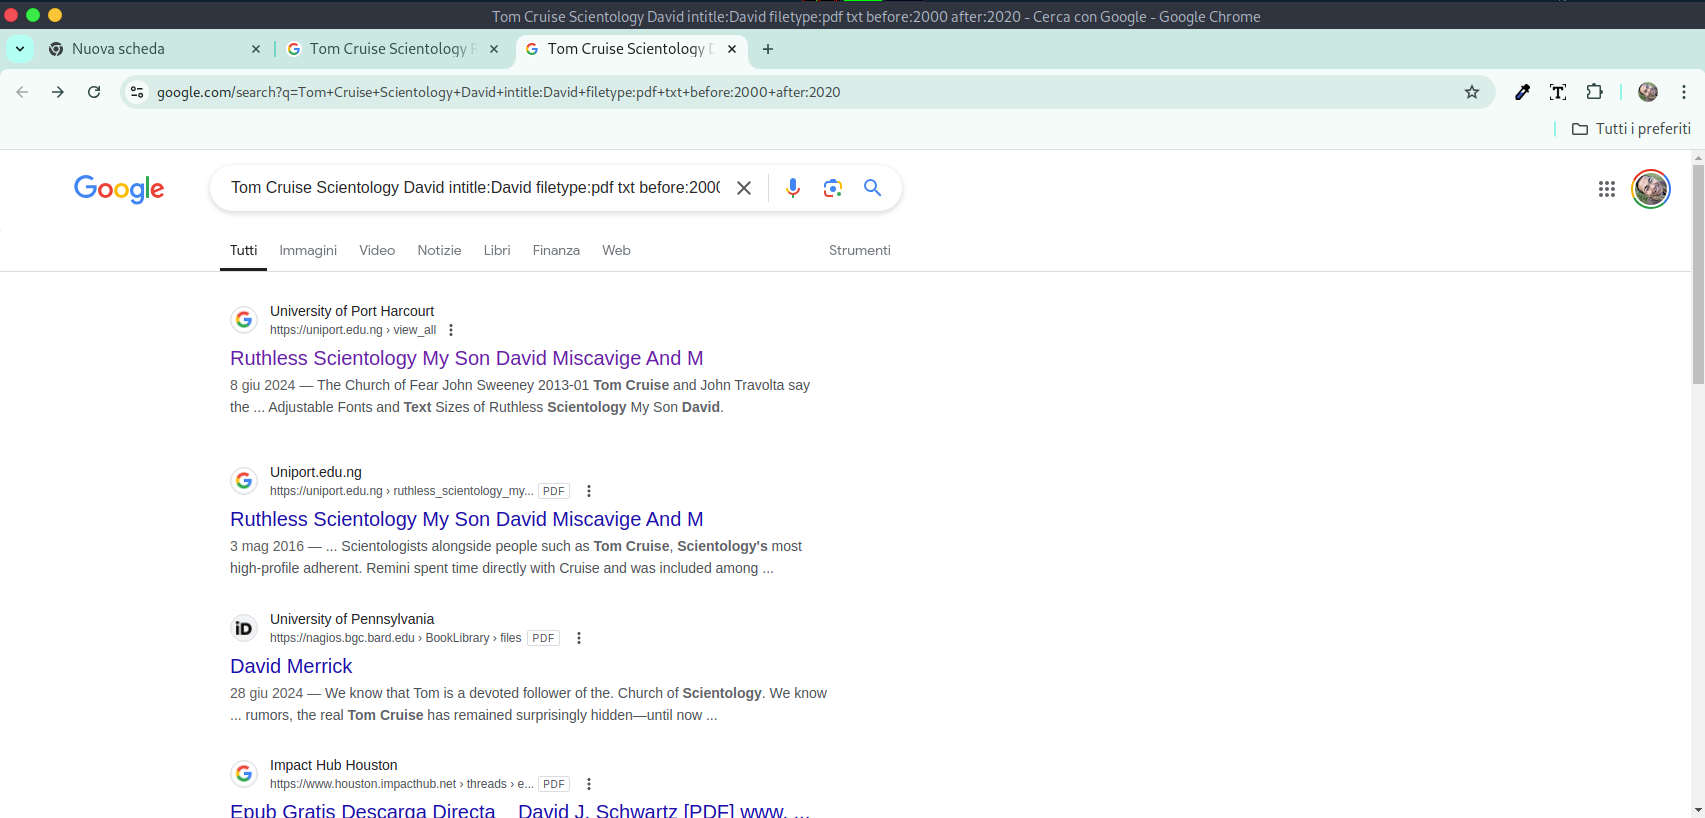 Tom Cruise Scientology David intitle:David filetype:pdf txt before:2000 after:2020 - Cerca con Google - Google Chrome
Nuova scheda
Tom Cruise Scientology
Tom Cruise Scientology
google.com/search?q=Tom+Cruise+Scientology+David+intitle:David+filetype:pdf+txt+before:2000+after:2020
Tutti i preferiti
Google
Tom Cruise Scientology David intitle:David filetype:pdf txt before:2000
Tutti Immagini Video Notizie Libri Finanza Web Strumenti
University of Port Harcourt
https://uniport.edu.ng › view_all
Ruthless Scientology My Son David Miscavige And M
8 giu 2024 — The Church of Fear John Sweeney 2013-01 Tom Cruise and John Travolta say
the ... Adjustable Fonts and Text Sizes of Ruthless Scientology My Son David.
Uniport.edu.ng
https://uniport.edu.ng › ruthless_scientology_my... PDF
Ruthless Scientology My Son David Miscavige And M
3 mag 2016 — ... Scientologists alongside people such as Tom Cruise, Scientology's most
high-profile adherent. Remini spent time directly with Cruise and was included among ...
iD
University of Pennsylvania
https://nagios.bgc.bard.edu › BookLibrary › files PDF
David Merrick
28 giu 2024 — We know that Tom is a devoted follower of the. Church of Scientology. We know
... rumors, the real Tom Cruise has remained surprisingly hidden—until now ...
Impact Hub Houston
https://www.houston.impacthub.net › threads › e... PDF
Epub Gratis Descarga Directa _ David J. Schwartz [PDF] www. ...